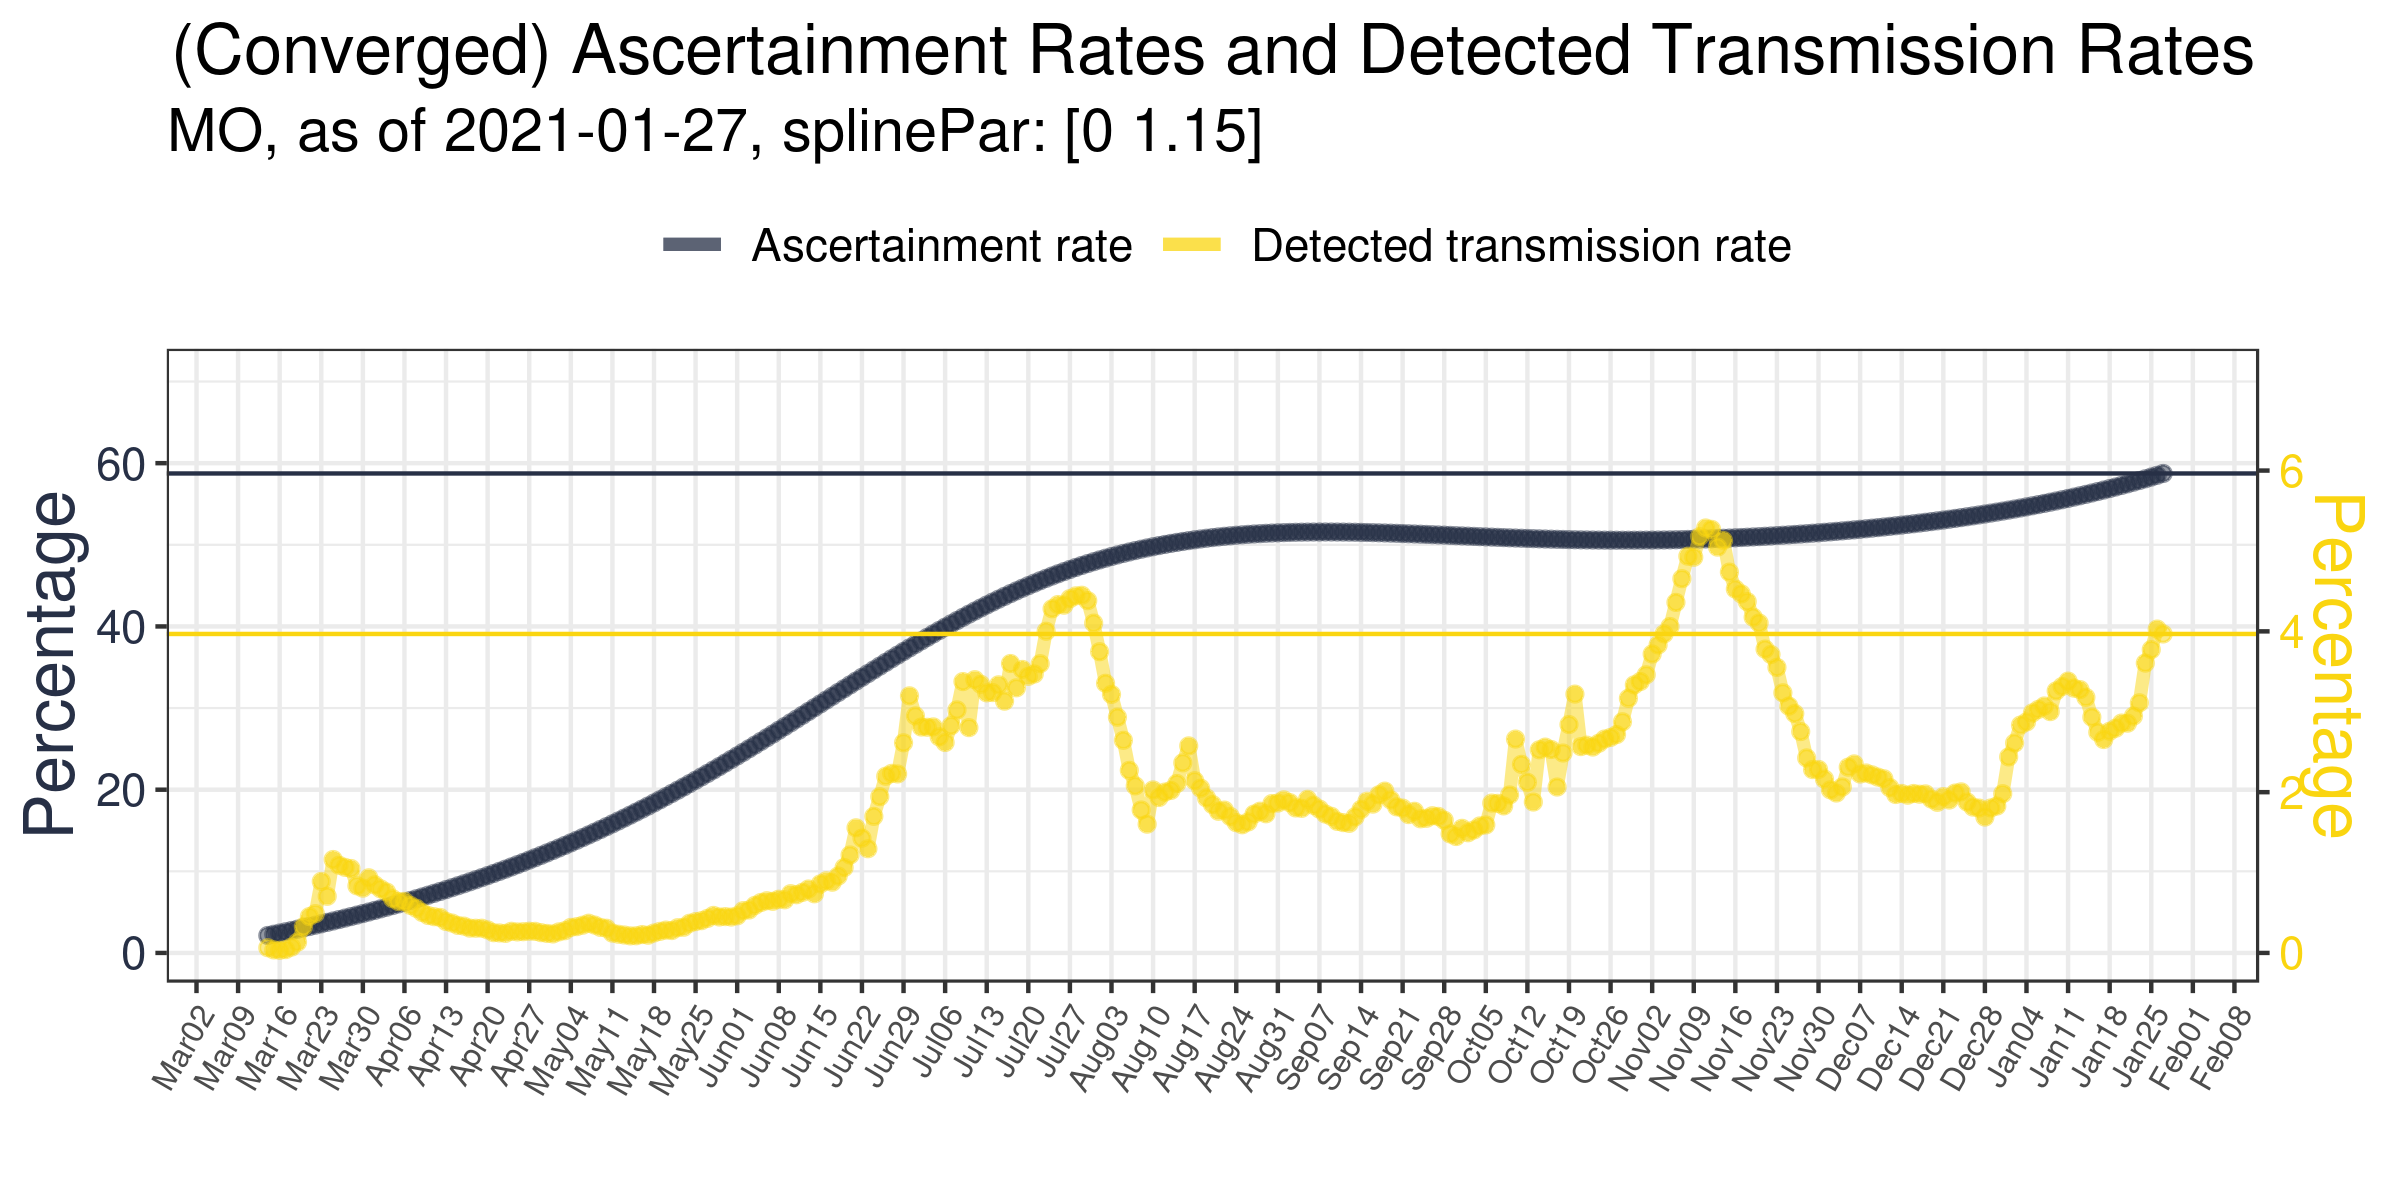 (Converged) Ascertainment Rates and Detected Transmission Rates
MO, as of 2021-01-27, splinePar: [0 1.15]
Ascertainment rate
Detected transmission rate
Percentage
60
40
20
0
6
4
2
0
Percentage
Mar02
Mar09
Mar16
Mar23
Mar30
Apr06
Apr13
Apr20
Apr27
May04
May11
May18
May25
Jun01
Jun08
Jun15
Jun22
Jun29
Jul06
Jul13
Jul20
Jul27
Aug03
Aug10
Aug17
Aug24
Aug31
Sep07
Sep14
Sep21
Sep28
Oct05
Oct12
Oct19
Oct26
Nov02
Nov09
Nov16
Nov23
Nov30
Dec07
Dec14
Dec21
Dec28
Jan04
Jan11
Jan18
Jan25
Feb01
Feb08